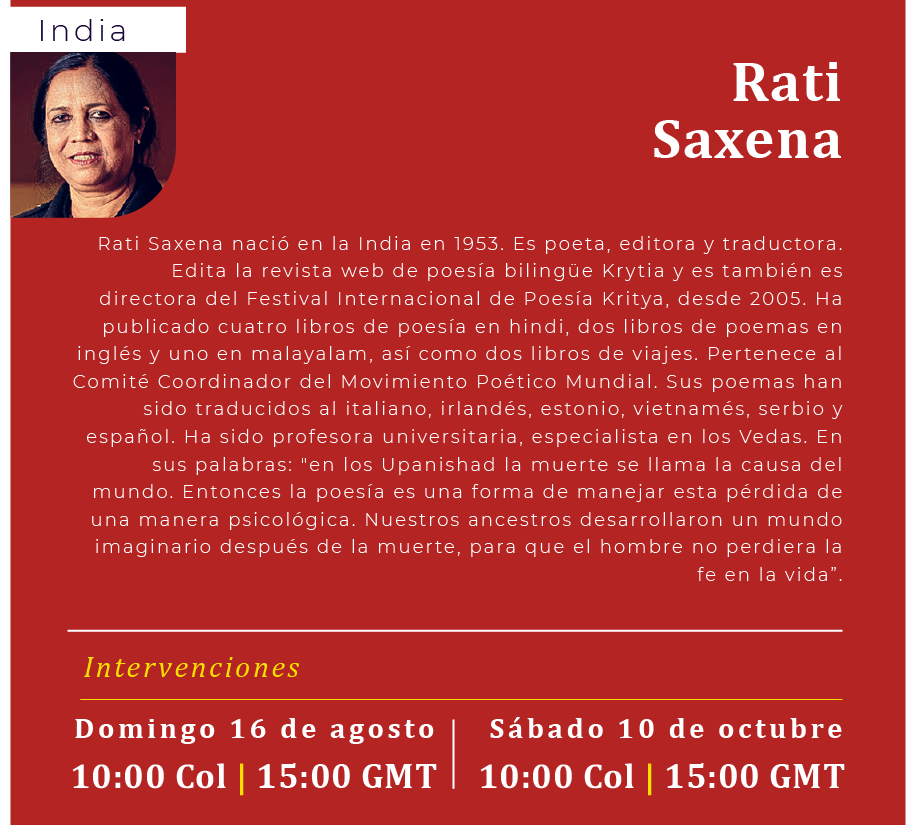 India
Rati
Saxena
Rati Saxena nació en la India en 1953. Es poeta, editora y traductora.
Edita la revista web de poesía bilingüe Krytia y es también es
directora del Festival Internacional de Poesía Kritya, desde 2005. Ha
publicado cuatro libros de poesía en hindi, dos libros de poemas en
inglés y uno en malayalam, así como dos libros de viajes. Pertenece al
Comité Coordinador del Movimiento Poético Mundial. Sus poemas han
sido traducidos al italiano, irlandés, estonio, vietnamés, serbio y
español. Ha sido profesora universitaria, especialista en los Vedas. En
sus palabras: "en los Upanishad la muerte se llama la causa del
mundo. Entonces la poesía es una forma de manejar esta pérdida de
una manera psicológica. Nuestros ancestros desarrollaron un mundo
imaginario después de la muerte, para que el hombre no perdiera la
fe en la vida”.
Intervenciones
Domingo 16 de agosto
10:00 Col | 15:00 GMT
Sábado 10 de octubre
10:00 Col | 15:00 GMT